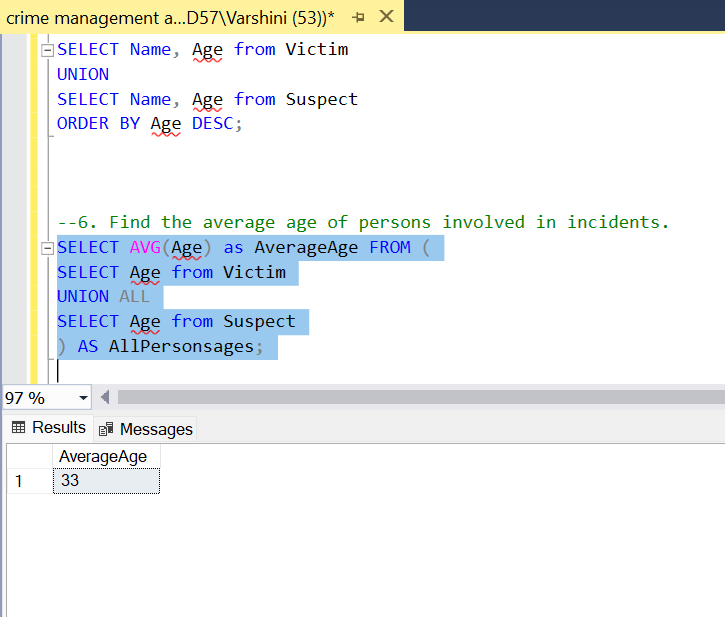 crime management a...D57\Varshini (53))*
SELECT Name, Age from Victim
UNION
SELECT Name, Age from Suspect
ORDER BY Age DESC;
--6. Find the average age of persons involved in incidents.
SELECT AVG(Age) as AverageAge FROM (
SELECT Age from Victim
UNION ALL
SELECT Age from Suspect
) AS AllPersonsages;
97 %
Results Messages
AverageAge
1 33